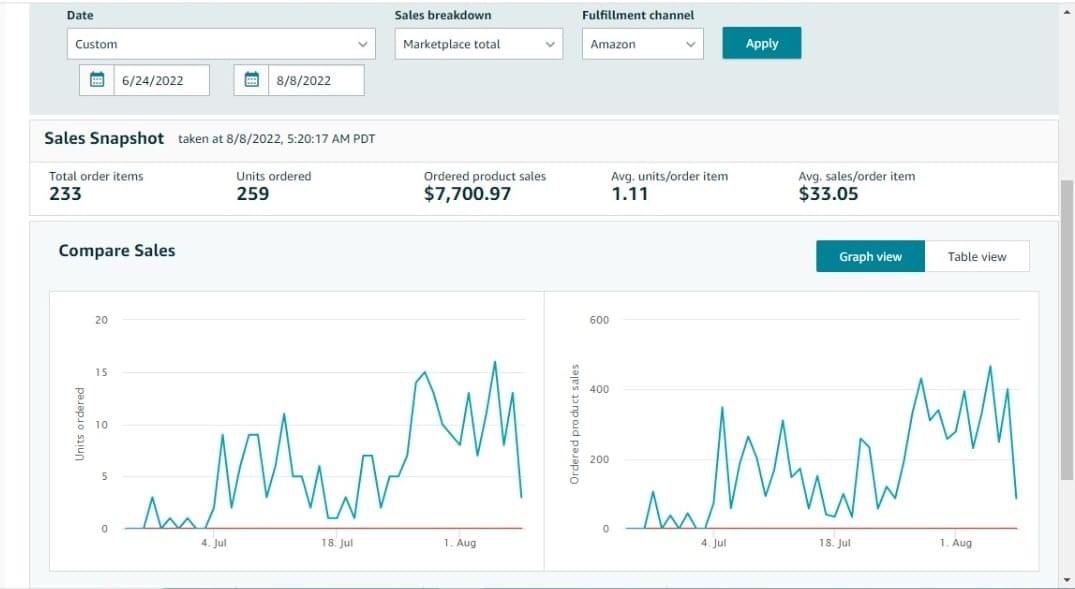 Date Sales breakdown Fulfillment channel
Custom Marketplace total Amazon Apply
6/24/2022 8/8/2022
Sales Snapshot taken at 8/8/2022, 5:20:17 AM PDT
Total order items Units ordered Ordered product sales Avg. units/order item Avg. sales/order item
233 259 $7,700.97 1.11 $33.05
Compare Sales Graph view Table view
Units ordered
20
15
10
5
0
4. Jul 18. Jul 1. Aug
Ordered product sales
600
400
200
0
4. Jul 18. Jul 1. Aug